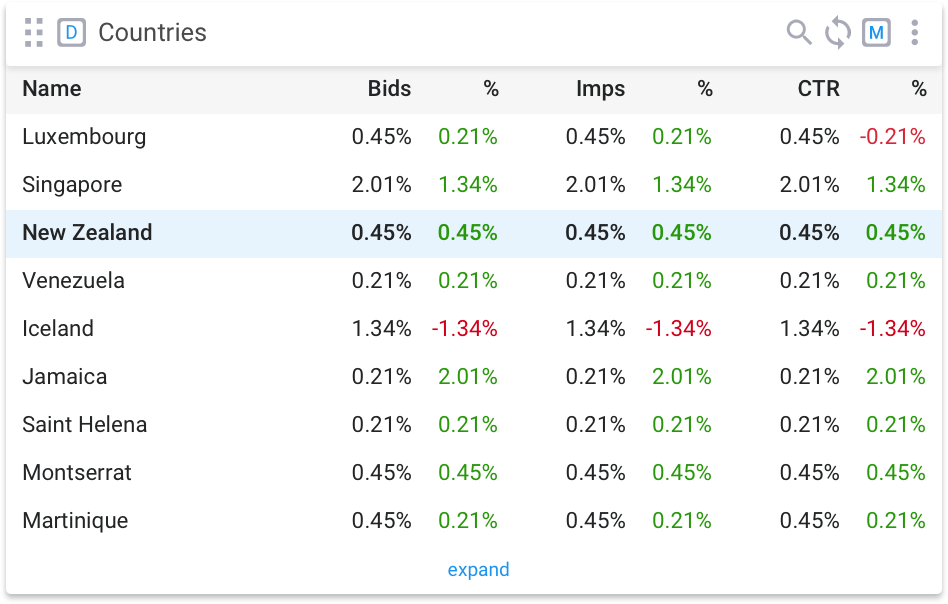 D Countries M
Name Bids % Imps % CTR %
Luxembourg 0.45% 0.21% 0.45% 0.21% 0.45% -0.21%
Singapore 2.01% 1.34% 2.01% 1.34% 2.01% 1.34%
New Zealand 0.45% 0.45% 0.45% 0.45% 0.45% 0.45%
Venezuela 0.21% 0.21% 0.21% 0.21% 0.21% 0.21%
Iceland 1.34% -1.34% 1.34% -1.34% 1.34% -1.34%
Jamaica 0.21% 2.01% 0.21% 2.01% 0.21% 2.01%
Saint Helena 0.21% 0.21% 0.21% 0.21% 0.21% 0.21%
Montserrat 0.45% 0.45% 0.45% 0.45% 0.45% 0.45%
Martinique 0.45% 0.21% 0.45% 0.21% 0.45% 0.21%
expand